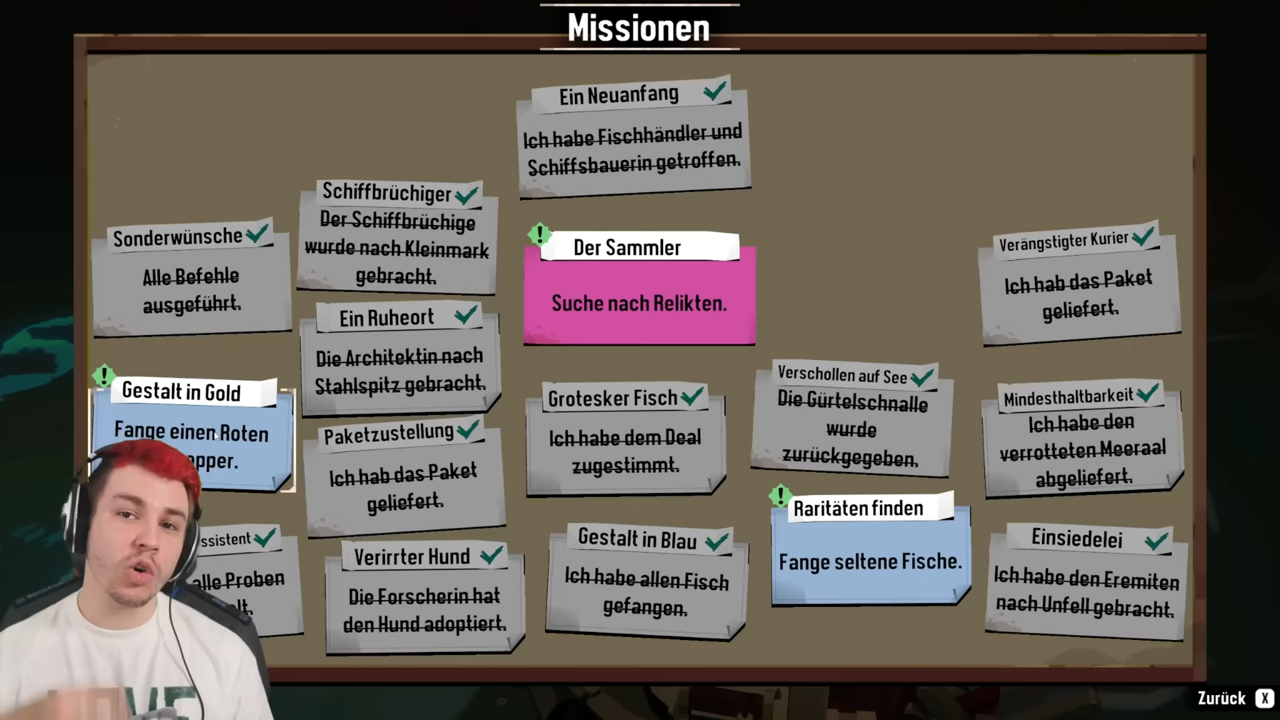 Missionen
Ein Neuanfang
Ich habe Fischhändler und
Schiffsbauerin getroffen.
Schiffbrüchiger
Der Schiffbrüchige
wurde nach Kleinmark
gebracht.
Sonderwünsche
Alle Befehle
ausgeführt.
Der Sammler
Suche nach Relikten.
Verängstigter Kurier
Ich hab das Paket
geliefert.
Ein Ruheort
Die Architektin nach
Stahlspitz gebracht.
Gestalt in Gold
Fange einen Roten
Grotesker Fisch
Ich habe dem Deal
zugestimmt.
Verschollen auf See
Die Gürtelschnalle
wurde
zurückgegeben.
Mindesthaltbarkeit
Ich habe den
verrotteten Meeraal
abgeliefert.
Paketzustellung
Ich hab das Paket
geliefert.
Raritäten finden
Fange seltene Fische.
alle Proben
Verirrter Hund
Die Forscherin hat
den Hund adoptiert.
Gestalt in Blau
Ich habe allen Fisch
gefangen.
Einsiedelei
Ich habe den Eremiten
nach Unfell gebracht.
Zurück X